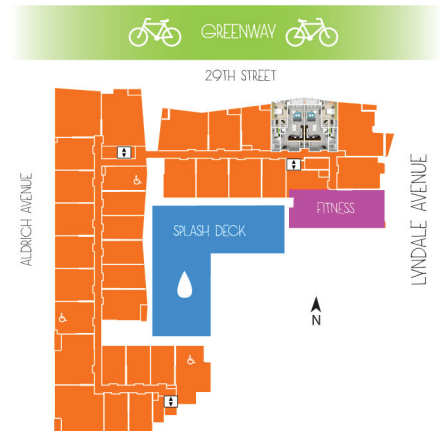 GREENWAY
29TH STREET
ALDRICH AVENUE
LYNDALE AVENUE
FITNESS
SPLASH DECK
N